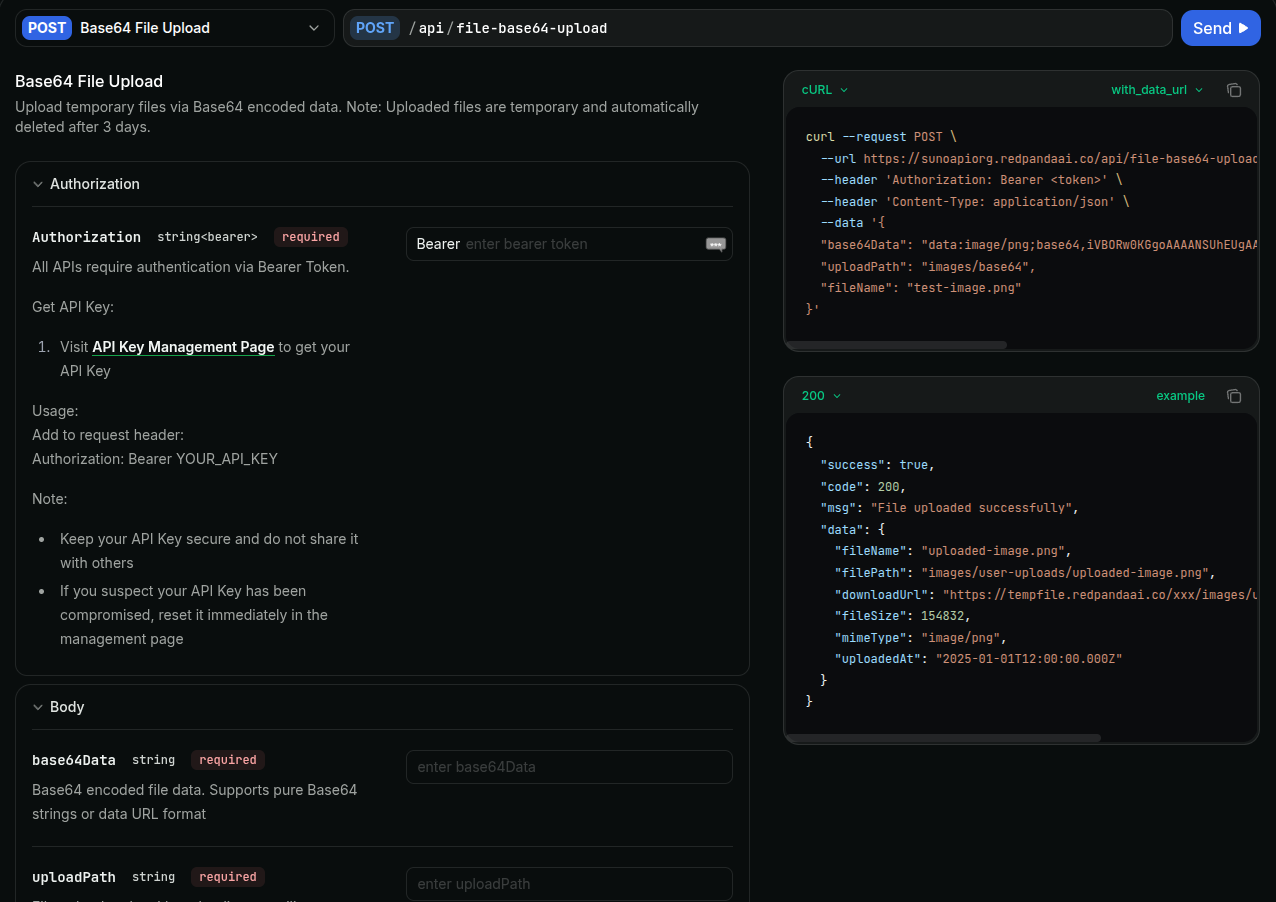 POST Base64 File Upload
POST /api/file-base64-upload
Send
Base64 File Upload
Upload temporary files via Base64 encoded data. Note: Uploaded files are temporary and automatically
deleted after 3 days.
Authorization
Authorization string<bearer> required
Bearer enter bearer token
All APIs require authentication via Bearer Token.
Get API Key:
1. Visit API Key Management Page to get your
API Key
Usage:
Add to request header:
Authorization: Bearer YOUR_API_KEY
Note:
• Keep your API Key secure and do not share it
with others
• If you suspect your API Key has been
compromised, reset it immediately in the
management page
Body
base64Data string required
enter base64Data
Base64 encoded file data. Supports pure Base64
strings or data URL format
uploadPath string required
enter uploadPath
cURL with_data_url
curl --request POST \
--url https://sunoapiorg.redpandaai.co/api/file-base64-upload
--header 'Authorization: Bearer <token>' \
--header 'Content-Type: application/json' \
--data '{
"base64Data": "data:image/png;base64,iVBORw0KGgoAAAANSUhEUgAA
"uploadPath": "images/base64",
"fileName": "test-image.png"
}'
200 example
{
"success": true,
"code": 200,
"msg": "File uploaded successfully",
"data": {
"fileName": "uploaded-image.png",
"filePath": "images/user-uploads/uploaded-image.png",
"downloadUrl": "https://tempfile.redpandaai.co/xxx/images/u
"fileSize": 154832,
"mimeType": "image/png",
"uploadedAt": "2025-01-01T12:00:00.000Z"
}
}